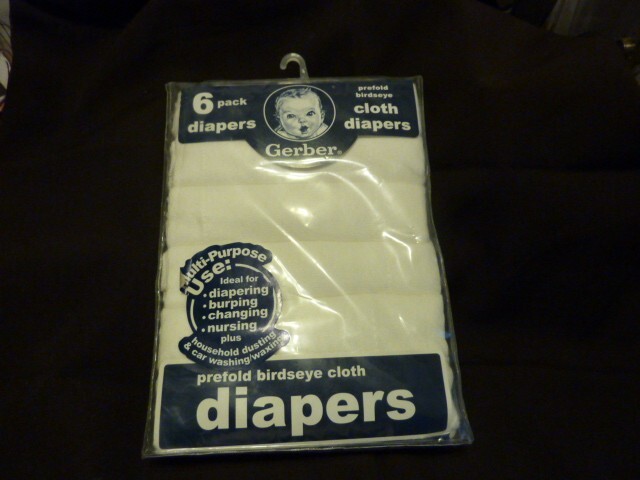 6 pack
diapers
Gerber®
prefold
birdseye
cloth
diapers
Multi-Purpose
Use:
Ideal for
• diapering
• burping
• changing
• nursing
plus
household dusting
& car washing/waxing
prefold birdseye cloth
diapers